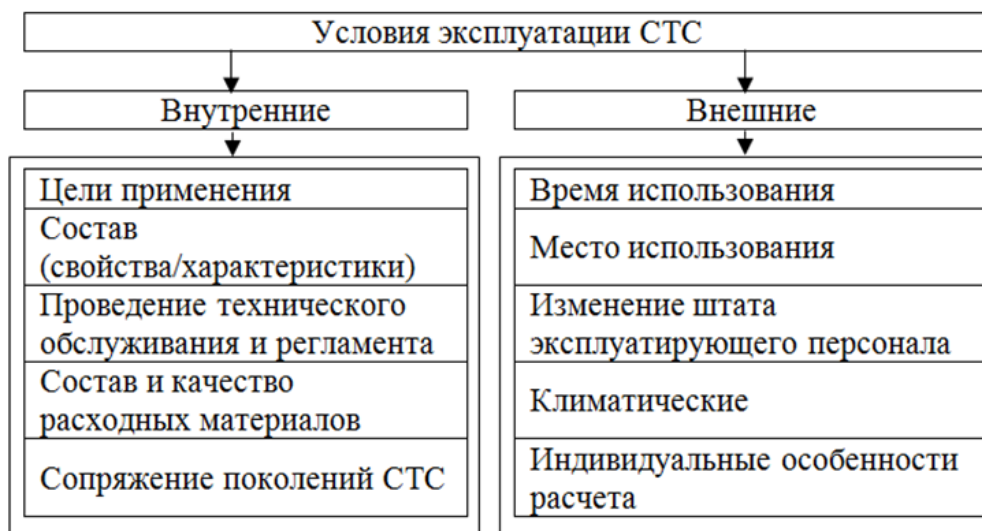 Условия эксплуатации СТС
Внутренние
Внешние
Цели применения
Состав
(свойства/характеристики)
Проведение технического
обслуживания и регламента
Состав и качество
расходных материалов
Сопряжение поколений СТС
Время использования
Место использования
Изменение штата
эксплуатирующего персонала
Климатические
Индивидуальные особенности
расчета